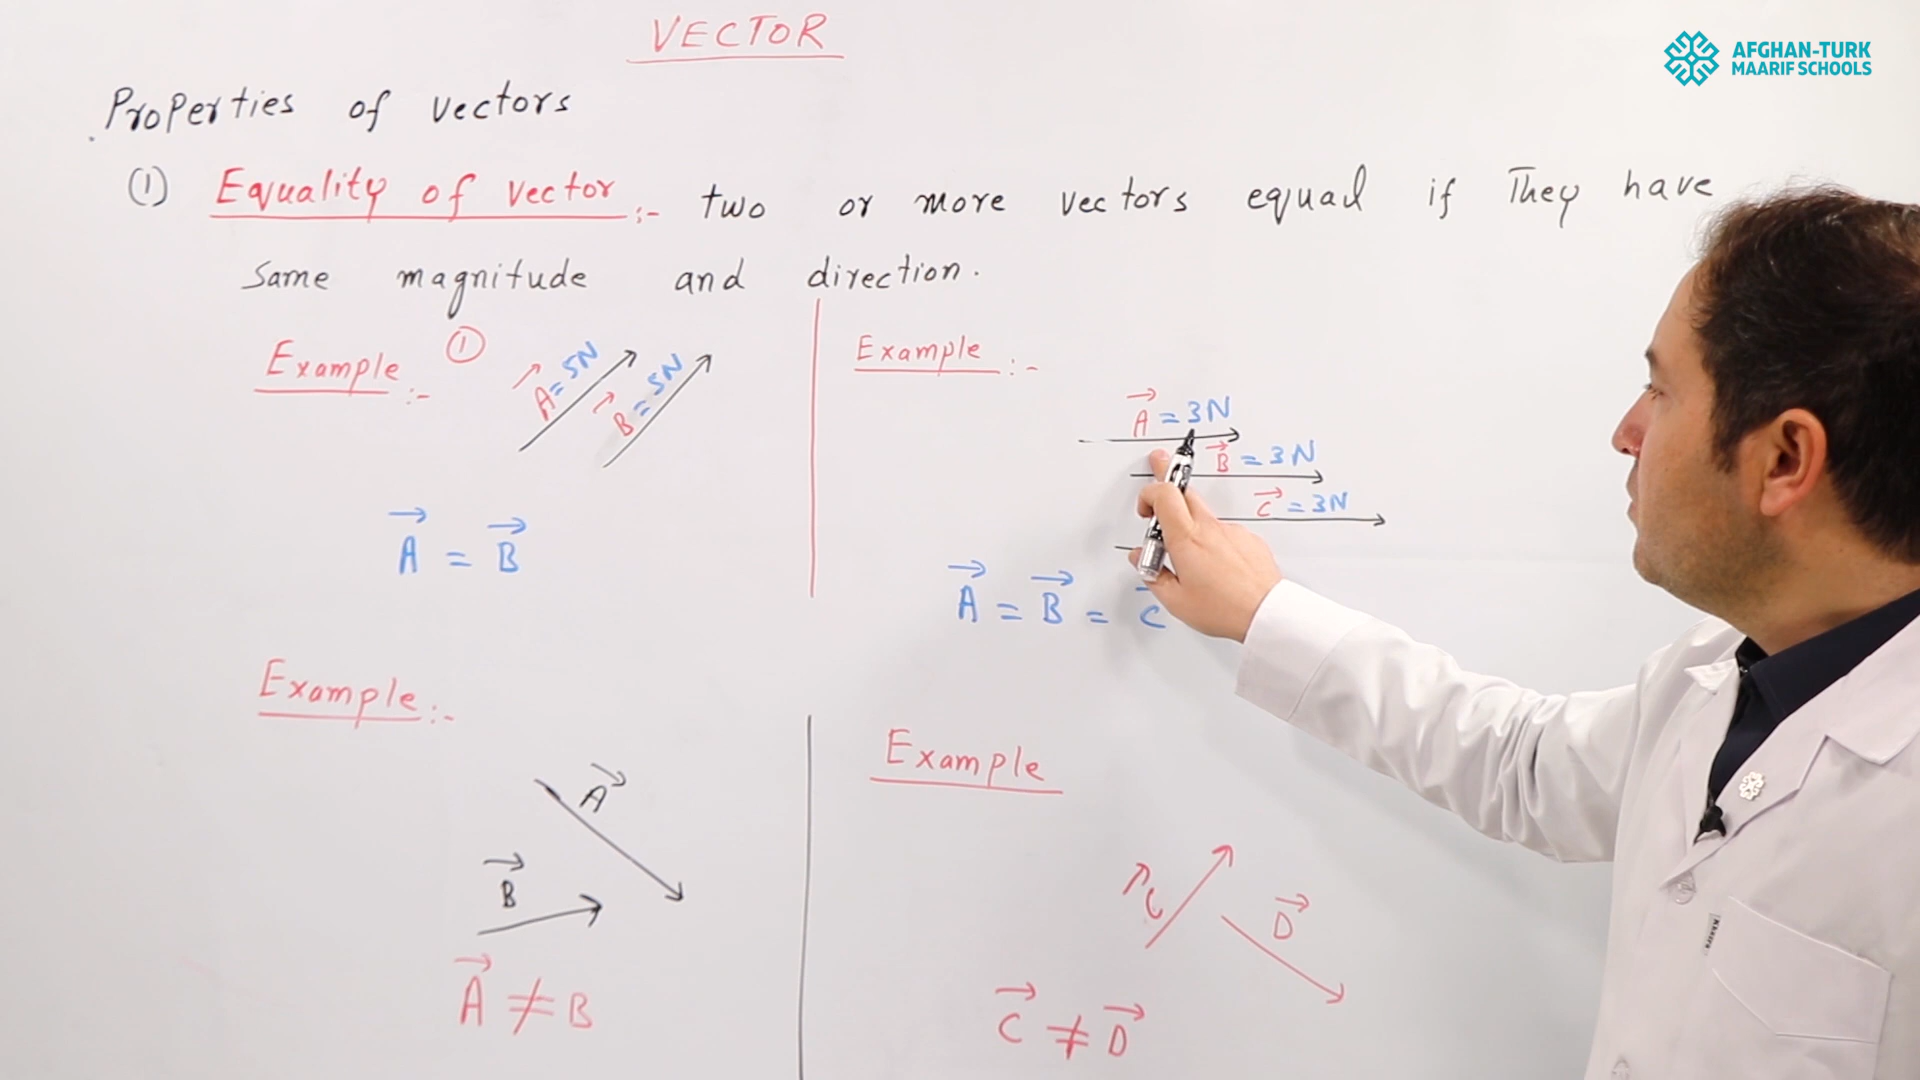 VECTOR
AFGHAN-TURK
MAARIF SCHOOLS
Properties of vectors
① Equality of vector :- two or more vectors equal if They have
same magnitude and direction.
Example :- ①
A⃗ = 5N
B⃗ = 5N
A⃗ = B⃗
Example :-
A⃗ = 3N
B⃗ = 3N
C⃗ = 3N
A⃗ = B⃗ = C⃗
Example :-
A⃗
B⃗
A⃗ ≠ B
Example
C⃗
D⃗
C⃗ ≠ D⃗